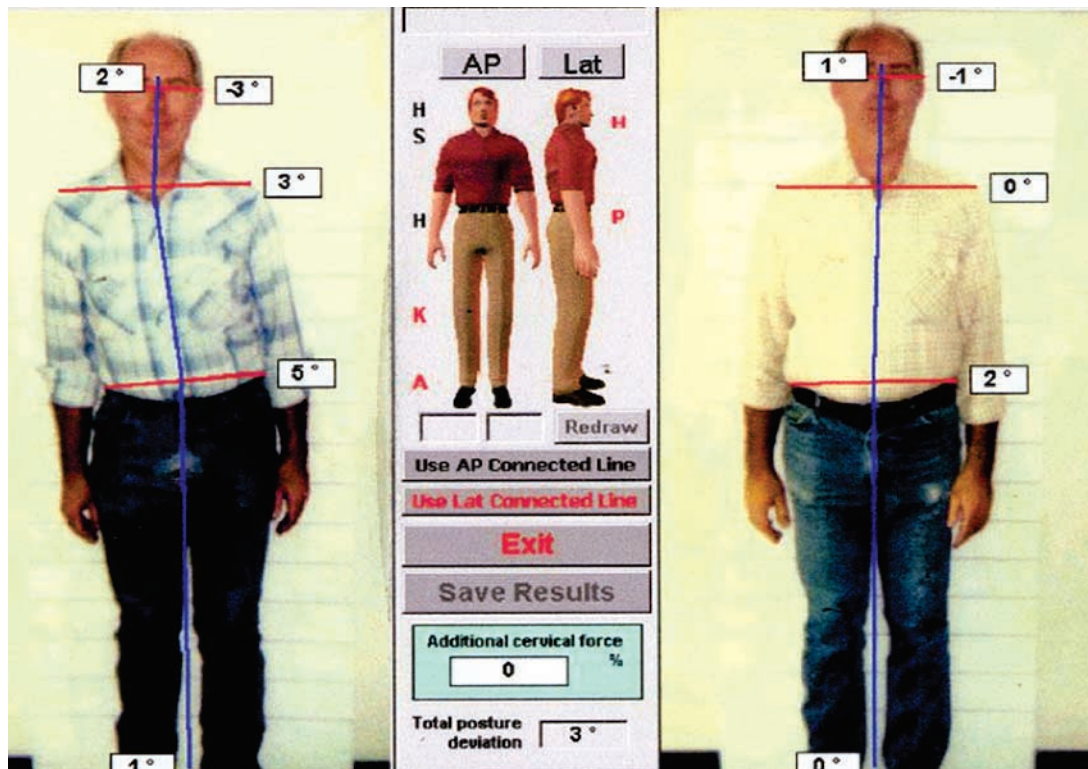 2 °
-3 °
3 °
5 °
1 °
AP Lat
H
S
H
K
A
H
P
Redraw
Use AP Connected Line
Use Lat Connected Line
Exit
Save Results
Additional cervical force
0 %
Total posture
deviation
3 °
1 °
-1 °
0 °
2 °
0 °